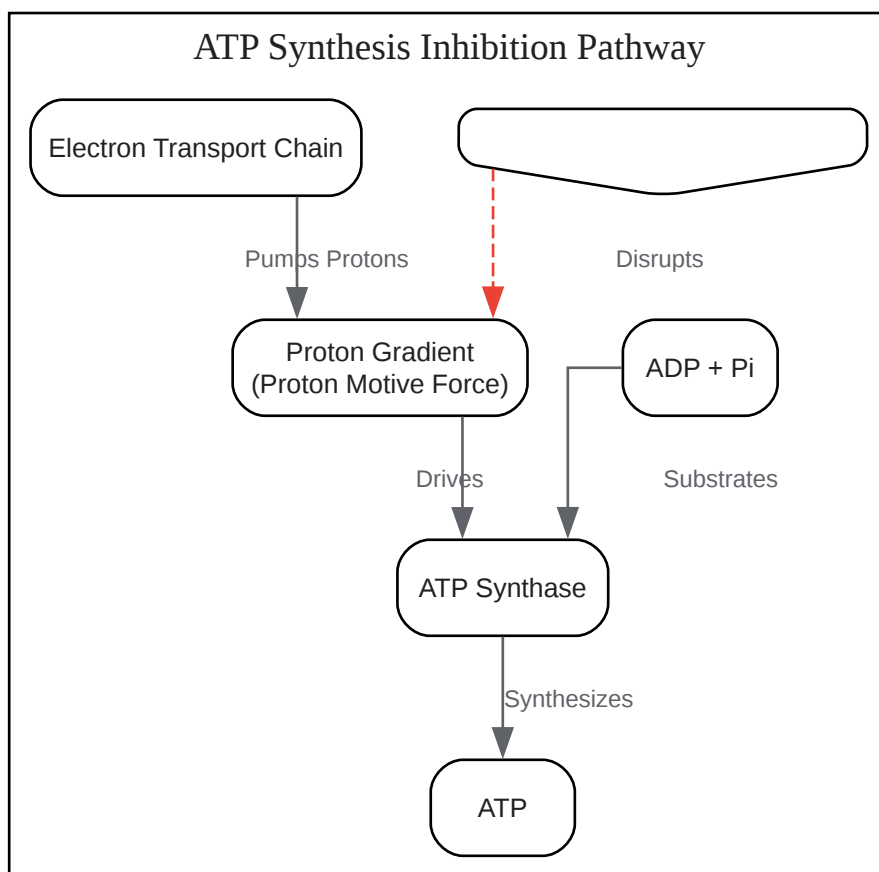 ATP Synthesis Inhibition Pathway
Electron Transport Chain
Pumps Protons
Disrupts
Proton Gradient
(Proton Motive Force)
ADP + Pi
Drives
Substrates
ATP Synthase
Synthesizes
ATP